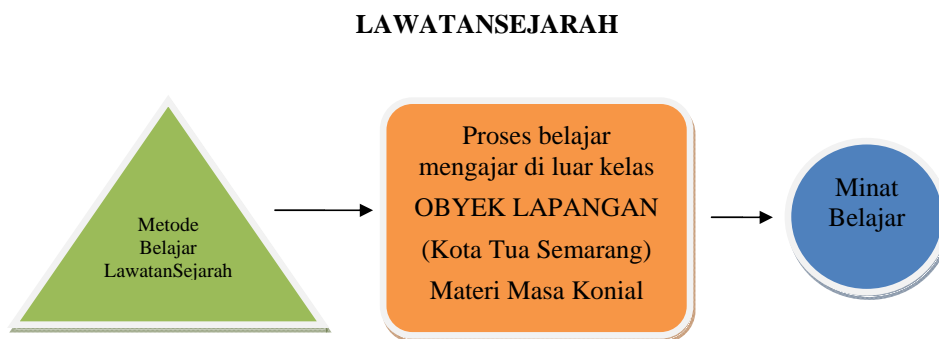 LAWATANSEJARAH
Metode
Belajar
LawatanSejarah
Proses belajar
mengajar di luar kelas
OBYEK LAPANGAN
(Kota Tua Semarang)
Materi Masa Konial
Minat
Belajar